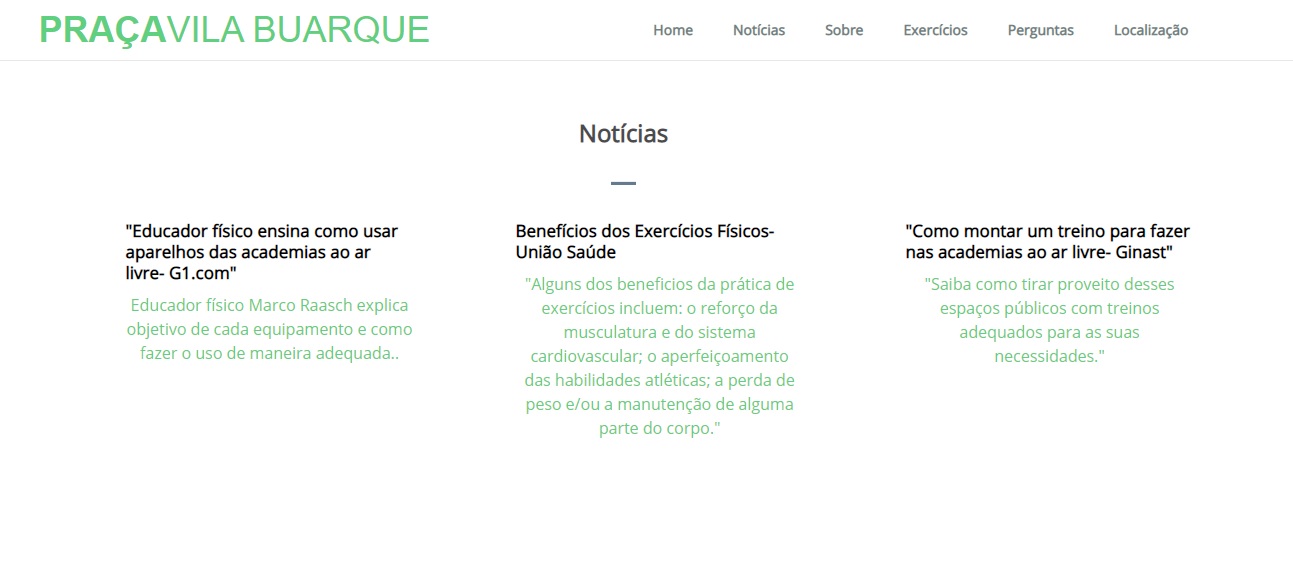 PRAÇAVILA BUARQUE
Home Notícias Sobre Exercícios Perguntas Localização
Notícias
"Educador físico ensina como usar
aparelhos das academias ao ar
livre- G1.com"
Educador físico Marco Raasch explica
objetivo de cada equipamento e como
fazer o uso de maneira adequada..
Benefícios dos Exercícios Físicos-
União Saúde
"Alguns dos beneficios da prática de
exercícios incluem: o reforço da
musculatura e do sistema
cardiovascular; o aperfeiçoamento
das habilidades atléticas; a perda de
peso e/ou a manutenção de alguma
parte do corpo."
"Como montar um treino para fazer
nas academias ao ar livre- Ginast"
"Saiba como tirar proveito desses
espaços públicos com treinos
adequados para as suas
necessidades."